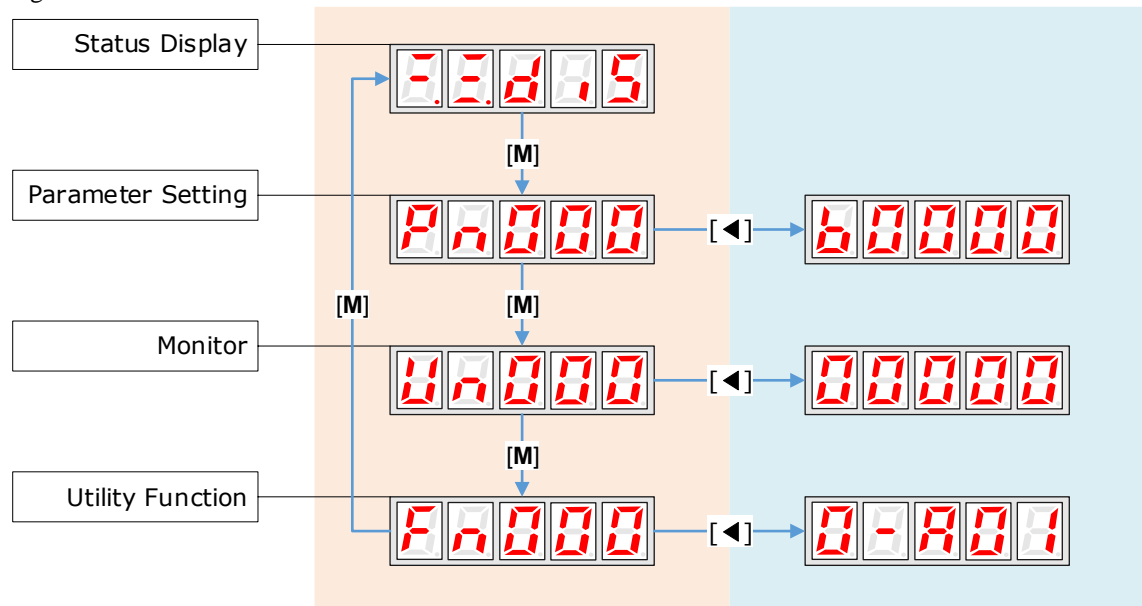 Status Display
diS
[M]
Parameter Setting
Pn000
[◀]
b0000
[M]
[M]
Monitor
Un000
[◀]
00000
[M]
Utility Function
Fn000
[◀]
0-A01